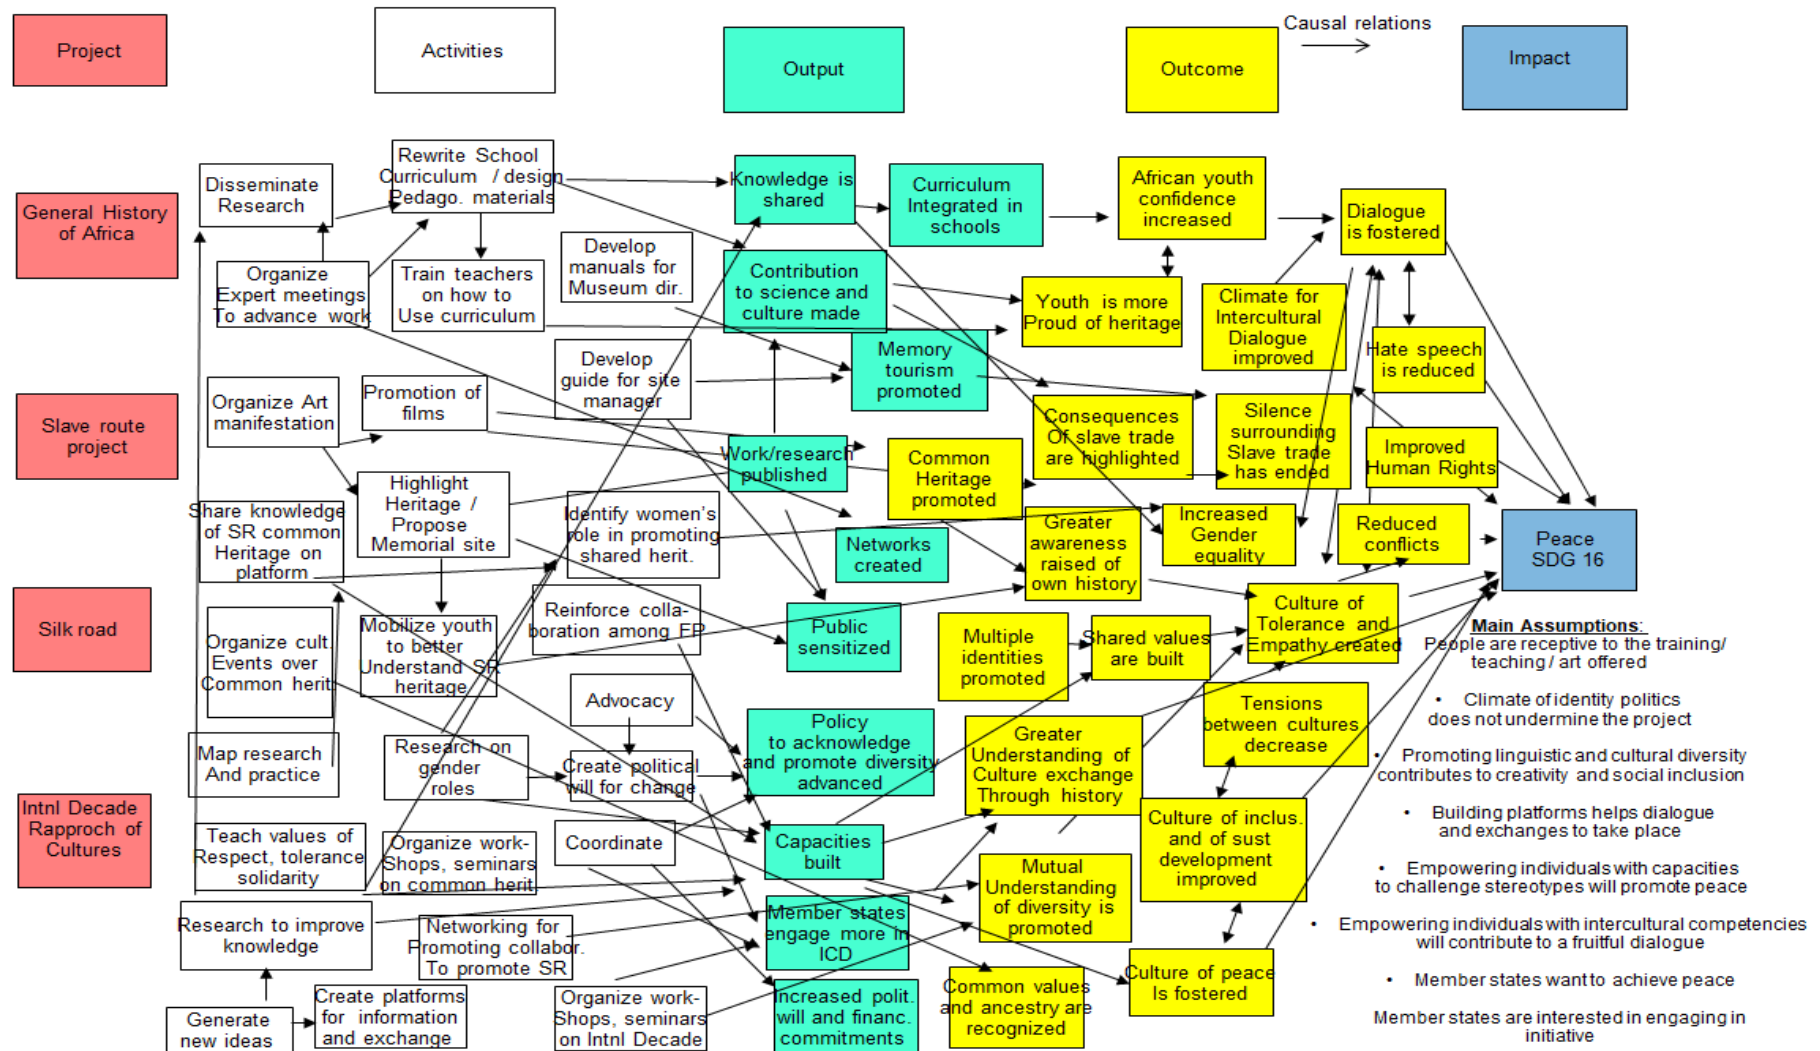 Project
Activities
Output
Outcome
Causal relations
Impact
General History
of Africa
Slave route
project
Silk road
Intnl Decade
Rapproch of
Cultures
Disseminate
Research
Rewrite School
Curriculum / design
Pedago. materials
Organize
Expert meetings
To advance work
Train teachers
on how to
Use curriculum
Develop
manuals for
Museum dir.
Develop
guide for site
manager
Organize Art
manifestation
Promotion of
films
Highlight
Heritage /
Propose
Memorial site
Share knowledge
of SR common
Heritage on
platform
Identify women's
role in promoting
shared herit.
Organize cult.
Events over
Common herit.
Mobilize youth
to better
Understand SR
heritage
Reinforce colla-
boration among FP
Advocacy
Map research
And practice
Research on
gender
roles
Create political
will for change
Teach values of
Respect, tolerance
solidarity
Organize work-
Shops, seminars
on common herit
Coordinate
Research to improve
knowledge
Networking for
Promoting collabor.
To promote SR
Generate
new ideas
Create platforms
for information
and exchange
Organize work-
Shops, seminars
on Intnl Decade
Knowledge is
shared
Curriculum
Integrated in
schools
Contribution
to science and
culture made
Memory
tourism
promoted
Work/research
published
Networks
created
Public
sensitized
Policy
to acknowledge
and promote diversity
advanced
Capacities
built
Member states
engage more in
ICD
Increased polit.
will and financ.
commitments
African youth
confidence
increased
Youth is more
Proud of heritage
Dialogue
is fostered
Climate for
Intercultural
Dialogue
improved
Hate speech
is reduced
Common
Heritage
promoted
Consequences
Of slave trade
are highlighted
Silence
surrounding
Slave trade
has ended
Improved
Human Rights
Greater
awareness
raised of
own history
Increased
Gender
equality
Reduced
conflicts
Multiple
identities
promoted
Shared values
are built
Culture of
Tolerance and
Empathy created
Tensions
between cultures
decrease
Greater
Understanding of
Culture exchange
Through history
Culture of inclus.
and of sust
development
improved
Mutual
Understanding
of diversity is
promoted
Common values
and ancestry are
recognized
Culture of peace
Is fostered
Peace
SDG 16
Main Assumptions:
People are receptive to the training/
teaching / art offered
• Climate of identity politics
does not undermine the project
• Promoting linguistic and cultural diversity
contributes to creativity and social inclusion
• Building platforms helps dialogue
and exchanges to take place
• Empowering individuals with capacities
to challenge stereotypes will promote peace
• Empowering individuals with intercultural competencies
will contribute to a fruitful dialogue
• Member states want to achieve peace
Member states are interested in engaging in
initiative